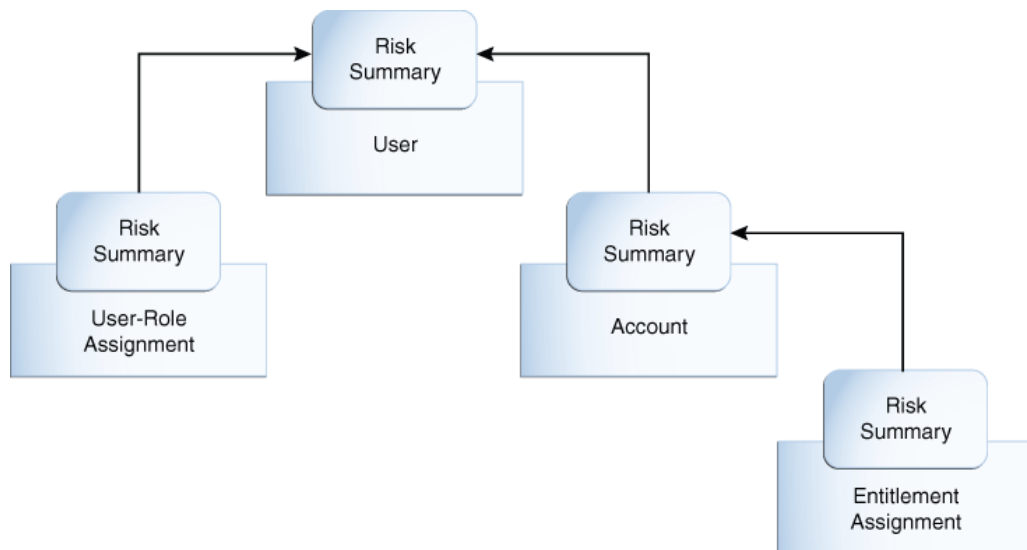 Risk
Summary
User
Risk
Summary
User-Role
Assignment
Risk
Summary
Account
Risk
Summary
Entitlement
Assignment